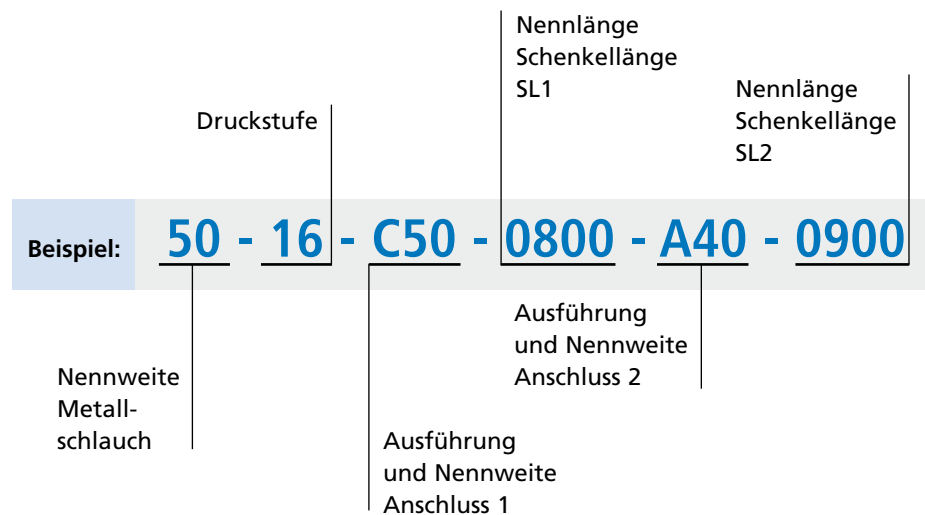 Nennlänge
Schenkellänge
SL1
Nennlänge
Schenkellänge
SL2
Druckstufe
Beispiel: 50 - 16 - C50 - 0800 - A40 - 0900
Ausführung
und Nennweite
Anschluss 2
Nennweite
Metall-
schlauch
Ausführung
und Nennweite
Anschluss 1